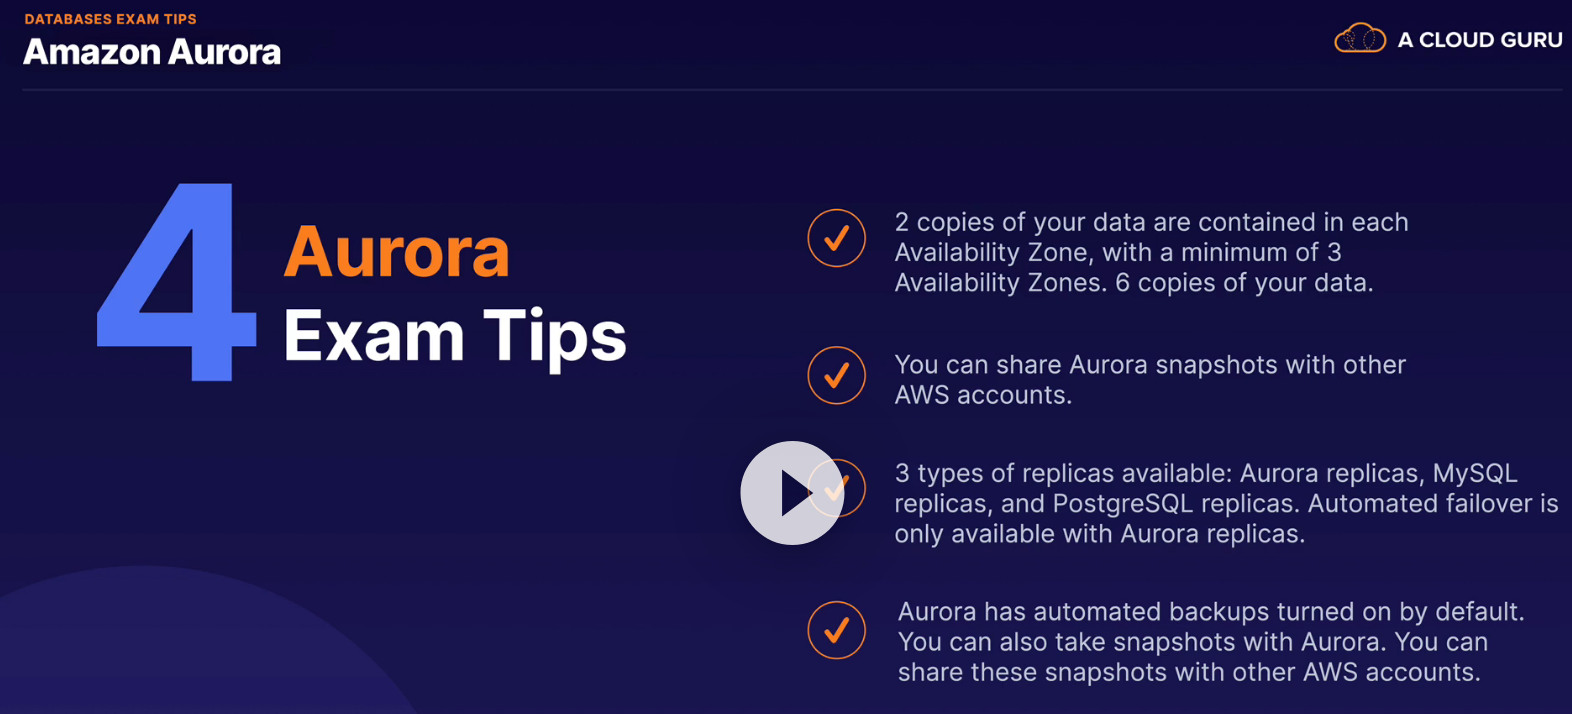 DATABASES EXAM TIPS
Amazon Aurora
A CLOUD GURU
4
Aurora
Exam Tips
2 copies of your data are contained in each
Availability Zone, with a minimum of 3
Availability Zones. 6 copies of your data.
You can share Aurora snapshots with other
AWS accounts.
3 types of replicas available: Aurora replicas, MySQL
replicas, and PostgreSQL replicas. Automated failover is
only available with Aurora replicas.
Aurora has automated backups turned on by default.
You can also take snapshots with Aurora. You can
share these snapshots with other AWS accounts.